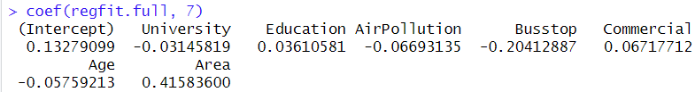 > coef(regfit.full, 7)
(Intercept) University Education AirPollution Busstop Commercial
0.13279099 -0.03145819 0.03610581 -0.06693135 -0.20412887 0.06717712
Age Area
-0.05759213 0.41583600